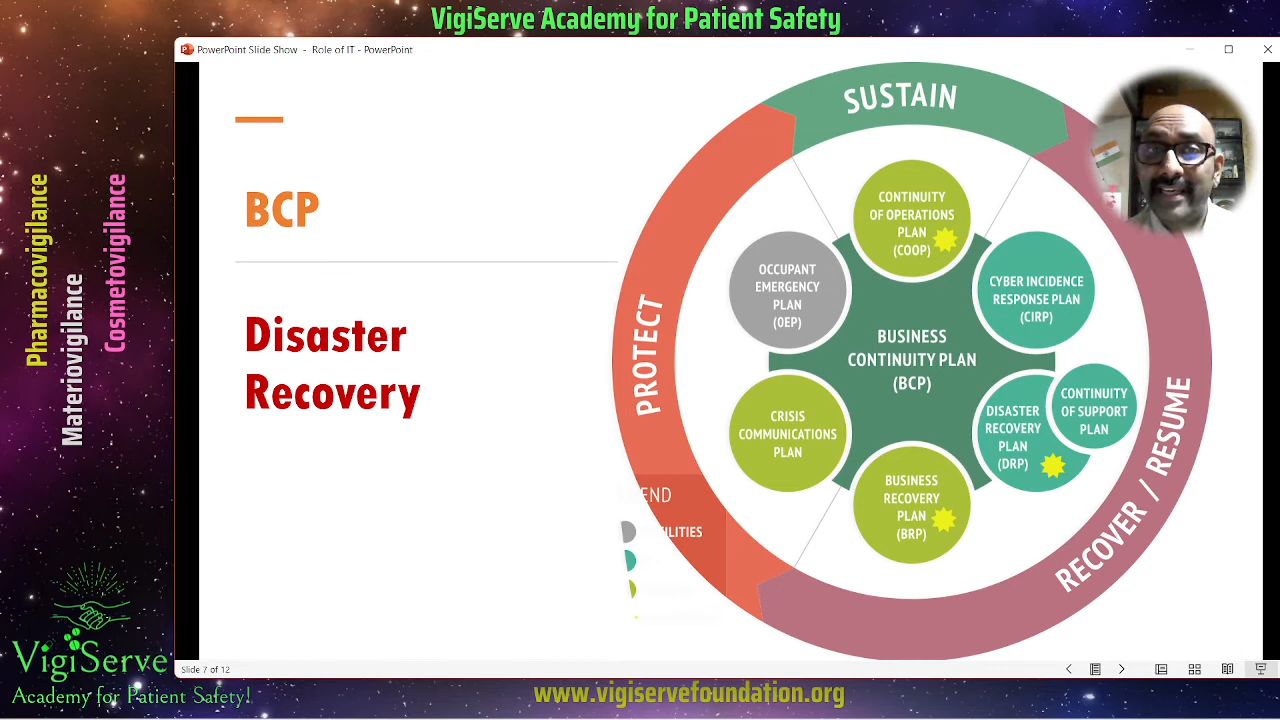 VigiServe Academy for Patient Safety
PowerPoint Slide Show - Role of IT - PowerPoint
Pharmacovigilance
Materiovigilance
Cosmetovigilance
BCP
Disaster
Recovery
SUSTAIN
PROTECT
RECOVER / RESUME
CONTINUITY
OF OPERATIONS
PLAN
(COOP)
OCCUPANT
EMERGENCY
PLAN
(0EP)
CYBER INCIDENCE
RESPONSE PLAN
(CIRP)
BUSINESS
CONTINUITY PLAN
(BCP)
CRISIS
COMMUNICATIONS
PLAN
DISASTER
RECOVERY
PLAN
(DRP)
CONTINUITY
OF SUPPORT
PLAN
BUSINESS
RECOVERY
PLAN
(BRP)
END
ILITIES
Slide 7 of 12
VigiServe
Academy for Patient Safety!
www.vigiservefoundation.org